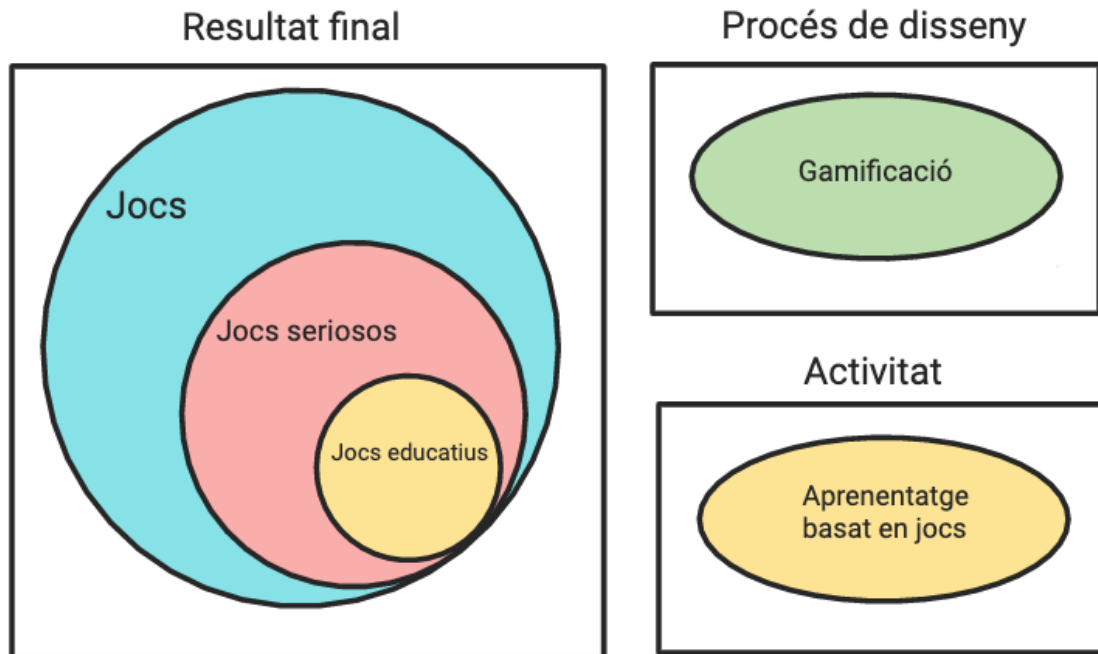 Resultat final
Jocs
Jocs seriosos
Jocs educatius
Procés de disseny
Gamificació
Activitat
Aprenentatge
basat en jocs